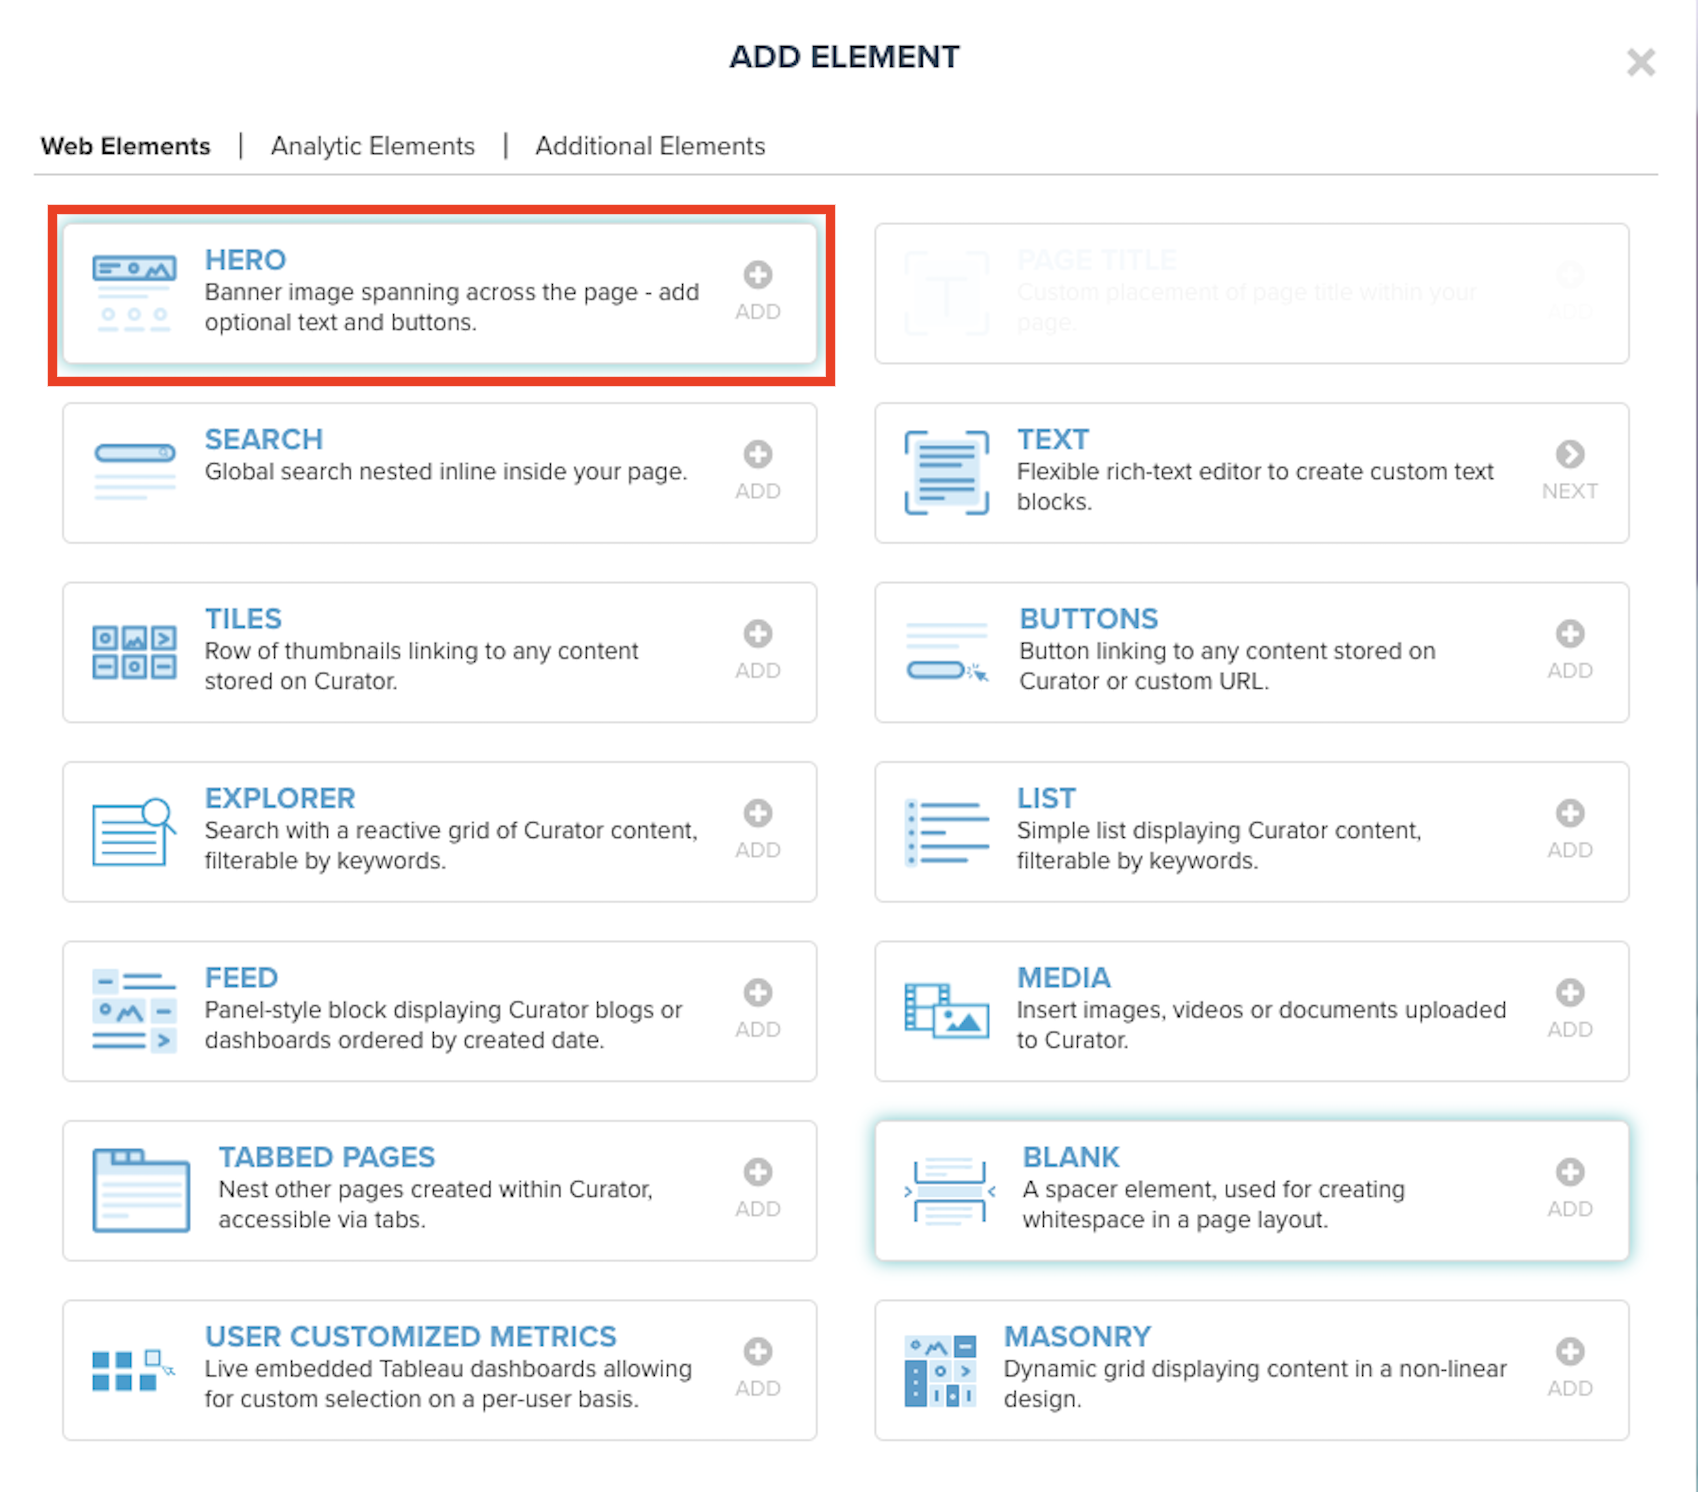 ADD ELEMENT
Web Elements | Analytic Elements | Additional Elements
HERO
Banner image spanning across the page - add
optional text and buttons.
ADD
PAGE TITLE
Custom placement of page title within your
page.
ADD
SEARCH
Global search nested inline inside your page.
ADD
TEXT
Flexible rich-text editor to create custom text
blocks.
NEXT
TILES
Row of thumbnails linking to any content
stored on Curator.
ADD
BUTTONS
Button linking to any content stored on
Curator or custom URL.
ADD
EXPLORER
Search with a reactive grid of Curator content,
filterable by keywords.
ADD
LIST
Simple list displaying Curator content,
filterable by keywords.
ADD
FEED
Panel-style block displaying Curator blogs or
dashboards ordered by created date.
ADD
MEDIA
Insert images, videos or documents uploaded
to Curator.
ADD
TABBED PAGES
Nest other pages created within Curator,
accessible via tabs.
ADD
BLANK
A spacer element, used for creating
whitespace in a page layout.
ADD
USER CUSTOMIZED METRICS
Live embedded Tableau dashboards allowing
for custom selection on a per-user basis.
ADD
MASONRY
Dynamic grid displaying content in a non-linear
design.
ADD